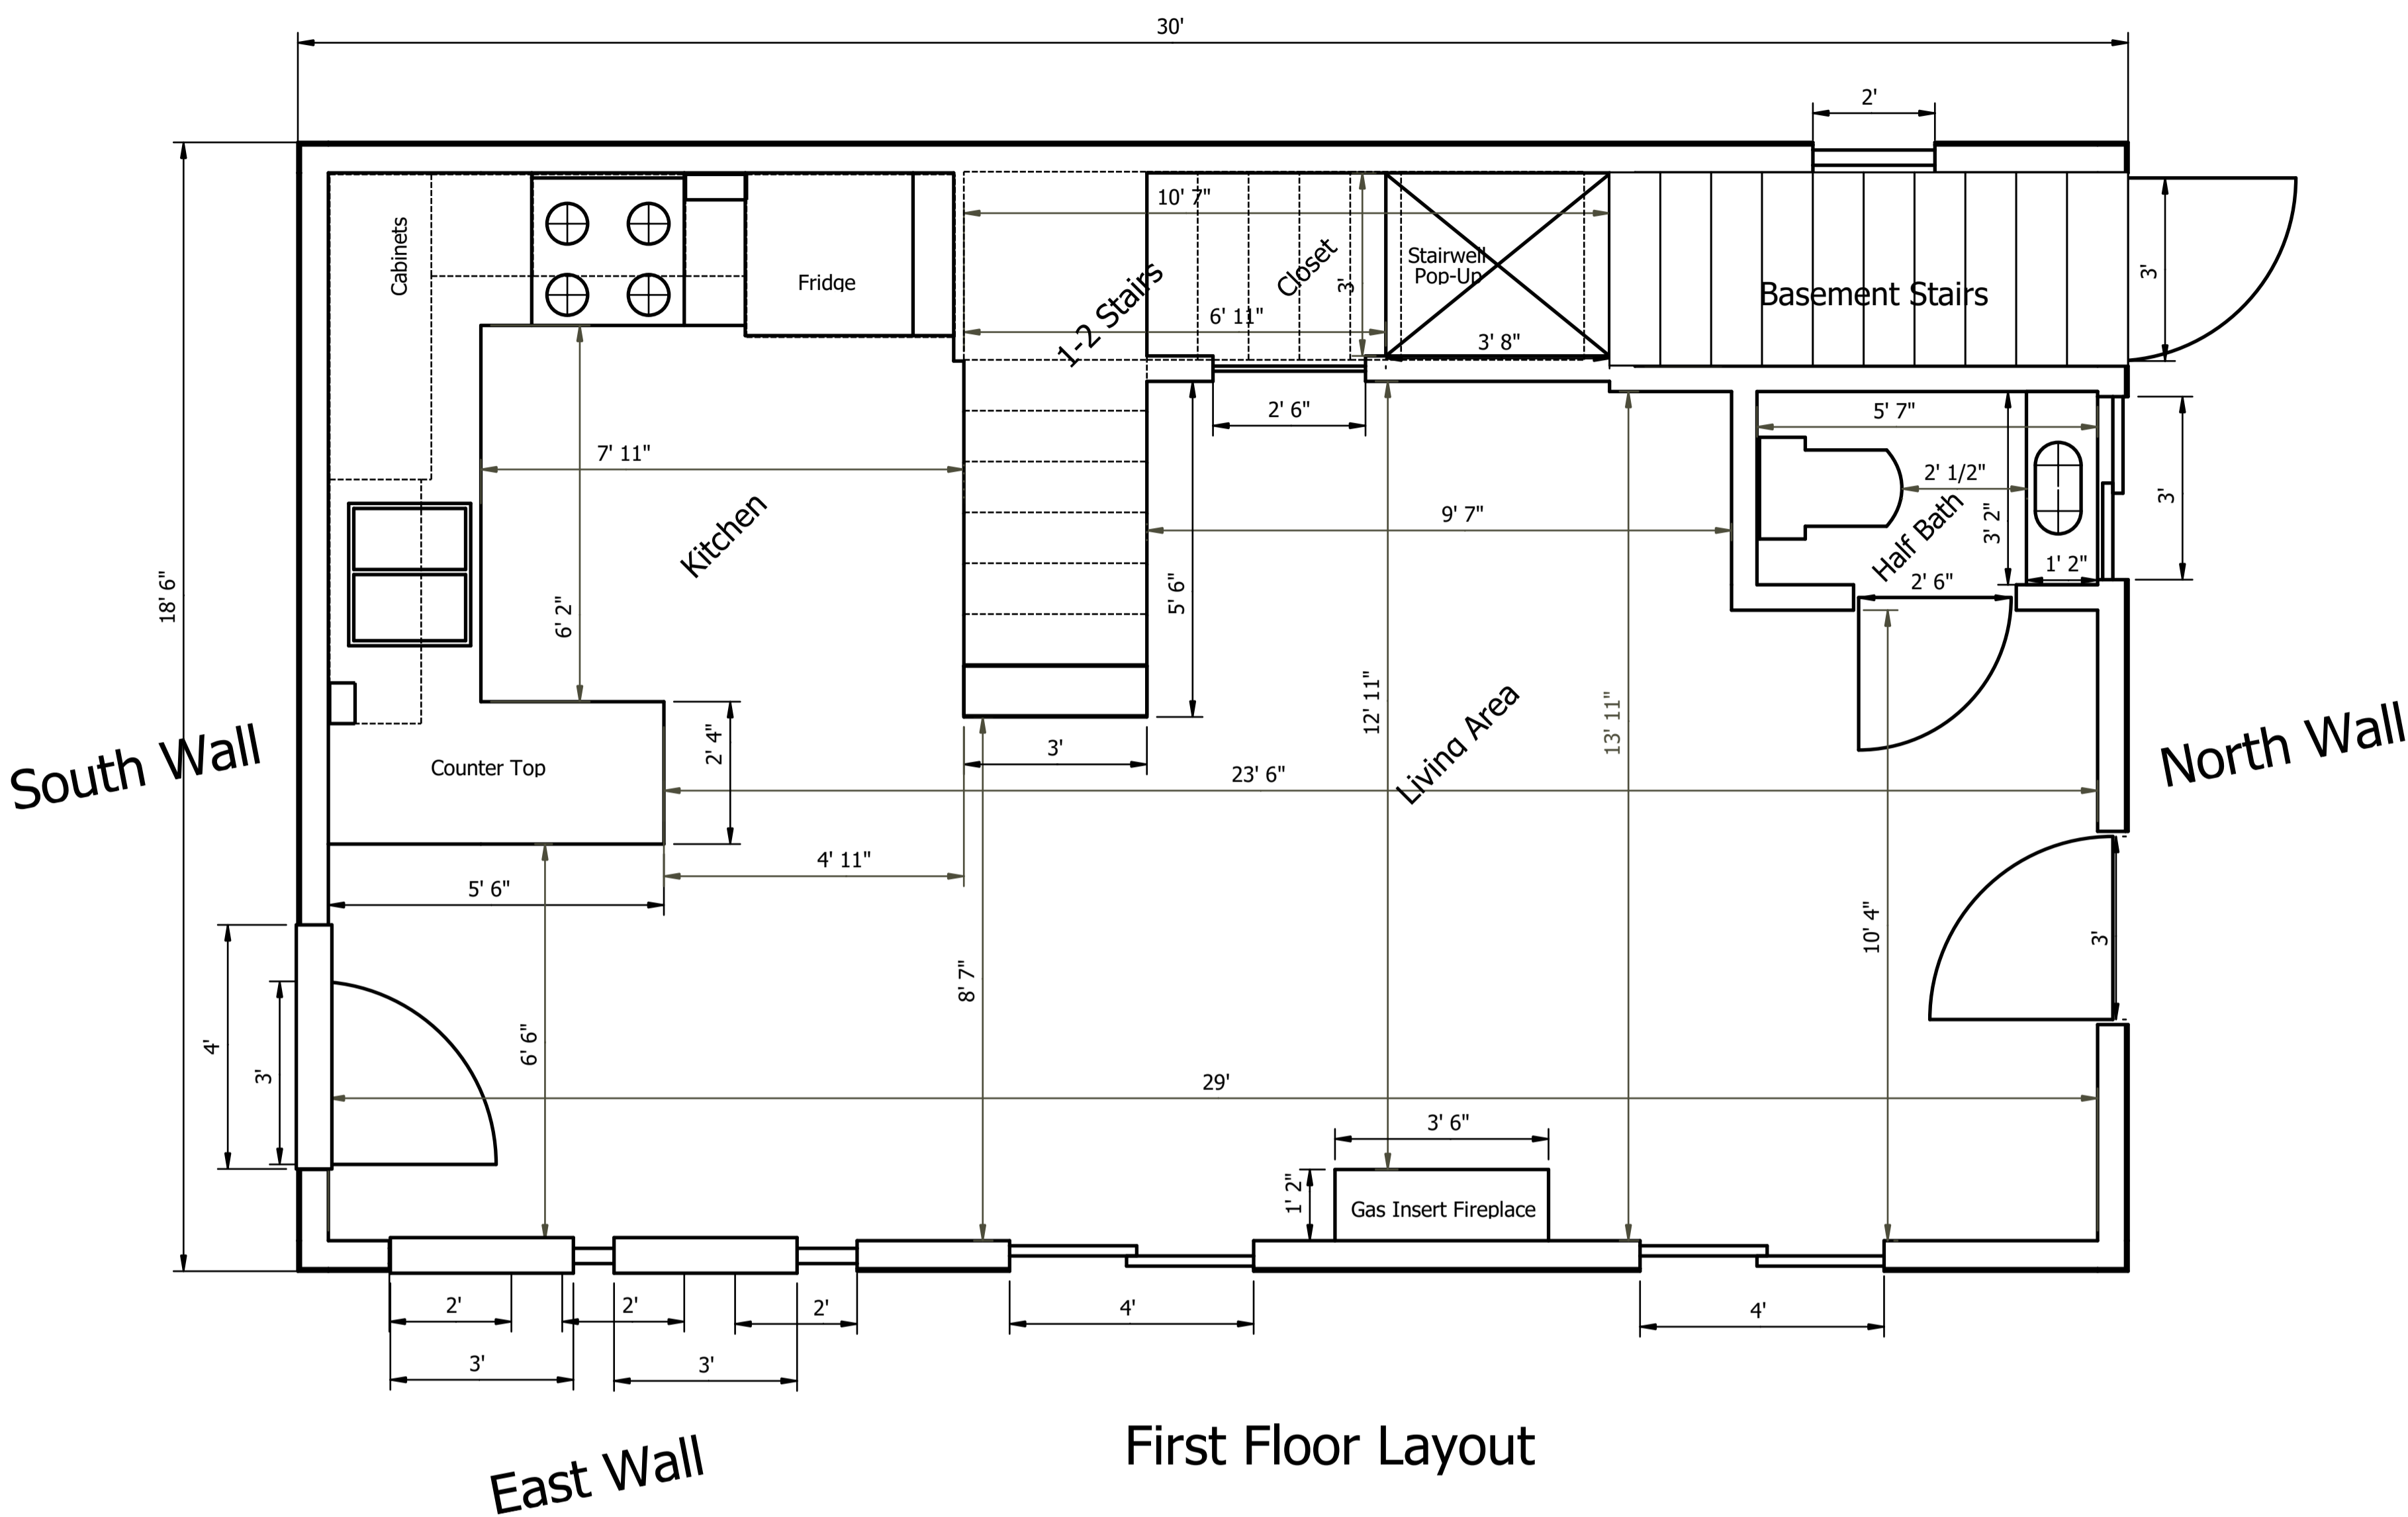 30'
2'
10' 7"
Cabinets
Fridge
1-2 Stairs
Closet
3'
Stairwell
Pop-Up
Basement Stairs
3'
6' 11"
3' 8"
2' 6"
5' 7"
7' 11"
2' 1/2"
3' 2"
Half Bath
3'
9' 7"
Kitchen
1' 2"
2' 6"
18' 6"
6' 2"
5' 6"
12' 11"
13' 11"
South Wall
North Wall
Counter Top
2' 4"
3'
23' 6"
Living Area
4' 11"
5' 6"
10' 4"
3'
8' 7"
4'
3'
6' 6"
29'
3' 6"
1' 2"
Gas Insert Fireplace
2'
2'
2'
4'
4'
3'
3'
First Floor Layout
East Wall